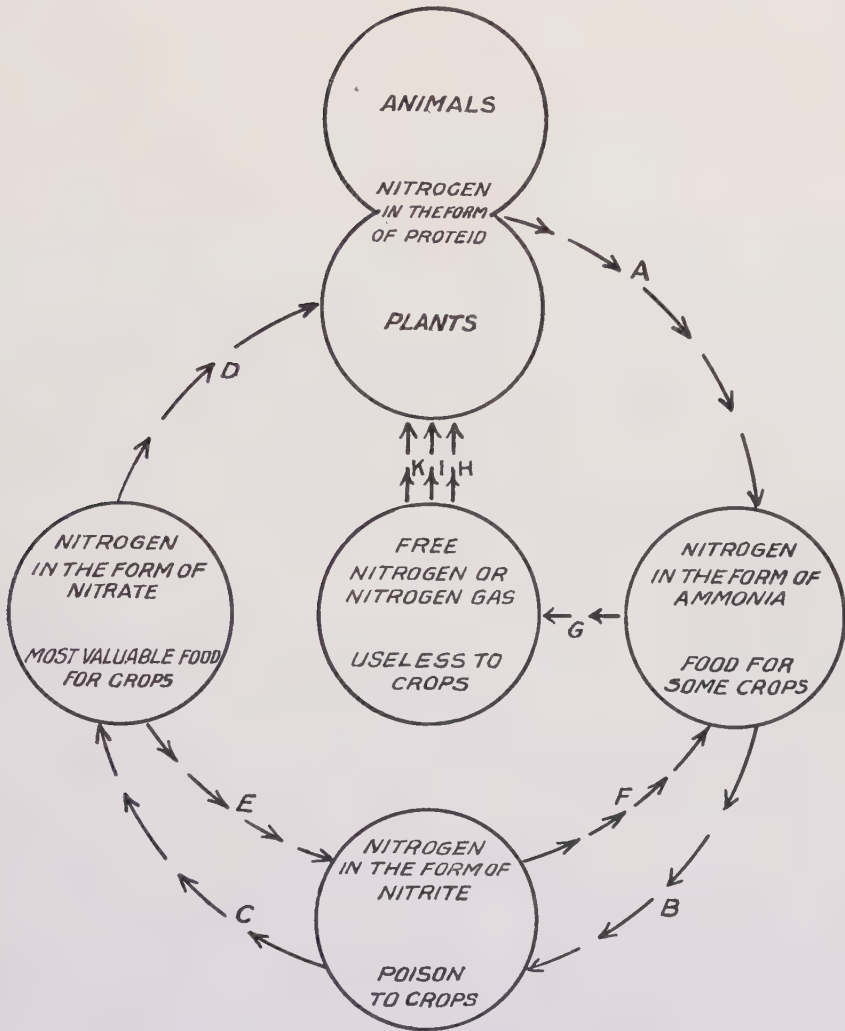 ANIMALS
NITROGEN
IN THE FORM
OF PROTEID
PLANTS
A
D
K I H
NITROGEN
IN THE FORM OF
NITRATE
MOST VALUABLE FOOD
FOR CROPS
FREE
NITROGEN OR
NITROGEN GAS
USELESS TO
CROPS
G
NITROGEN
IN THE FORM OF
AMMONIA
FOOD FOR
SOME CROPS
E
F
C
B
NITROGEN
IN THE FORM OF
NITRITE
POISON
TO CROPS